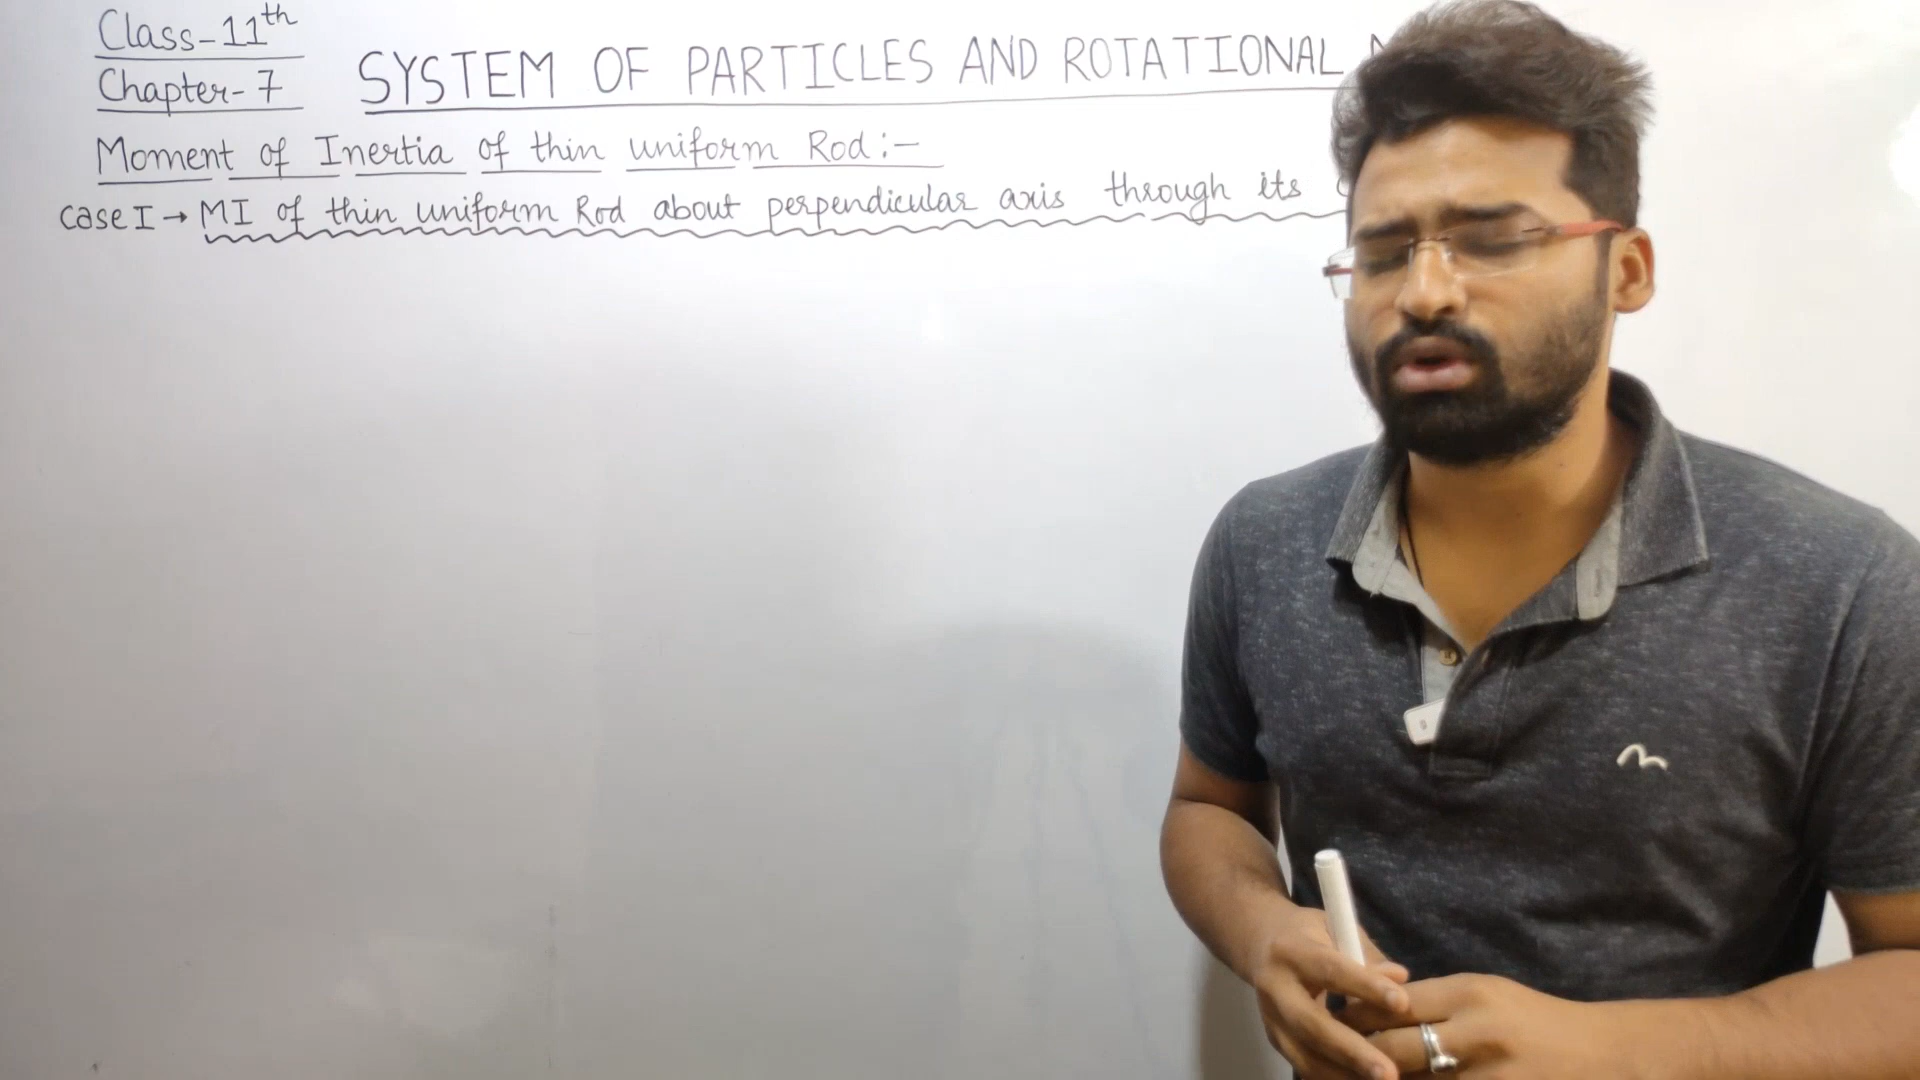 Class-11th
Chapter-7
SYSTEM OF PARTICLES AND ROTATIONAL
Moment of Inertia of thin uniform Rod:-
case I → MI of thin uniform Rod about perpendicular axis through its